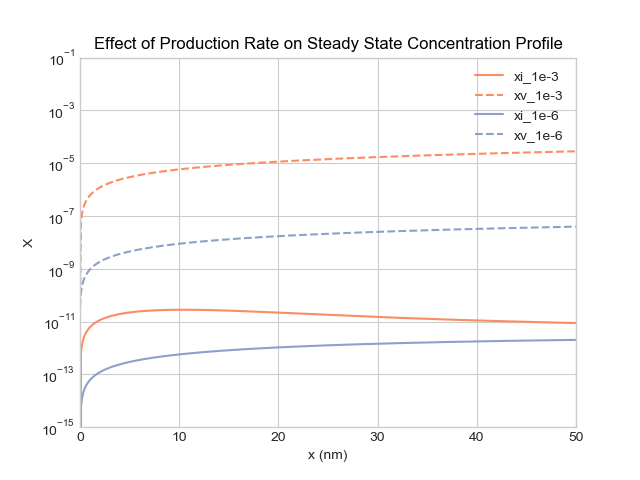 Effect of Production Rate on Steady State Concentration Profile
10⁻¹
10⁻³
10⁻⁵
10⁻⁷
10⁻⁹
10⁻¹¹
10⁻¹³
10⁻¹⁵
X
xi_1e-3
xv_1e-3
xi_1e-6
xv_1e-6
0 10 20 30 40 50
x (nm)